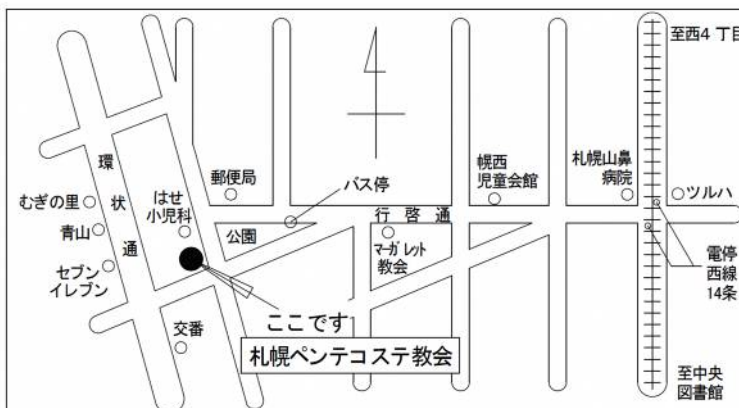 至西4 丁目
環
状
通
むぎの里
青山
セブン
イレブン
はせ
小児科
郵便局
公園
バス停
交番
ここです
札幌ペンテコステ教会
行 啓 通
マーガレット
教会
幌西
児童会館
札幌山鼻
病院
ツルハ
電停
西線
14条
至中央
図書館